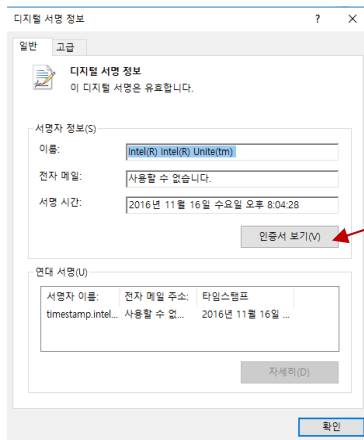 디지털 서명 정보 ? ×
일반 고급
디지털 서명 정보
이 디지털 서명은 유효합니다.
서명자 정보(S)
이름: Intel(R) Intel(R) Unite(tm)
전자 메일: 사용할 수 없습니다.
서명 시간: 2016년 11월 16일 수요일 오후 8:04:28
인증서 보기(V)
연대 서명(U)
서명자 이름: 전자 메일 주소: 타임스탬프
timestamp.intel... 사용할 수 없... 2016년 11월 16일 ...
자세히(D)
확인